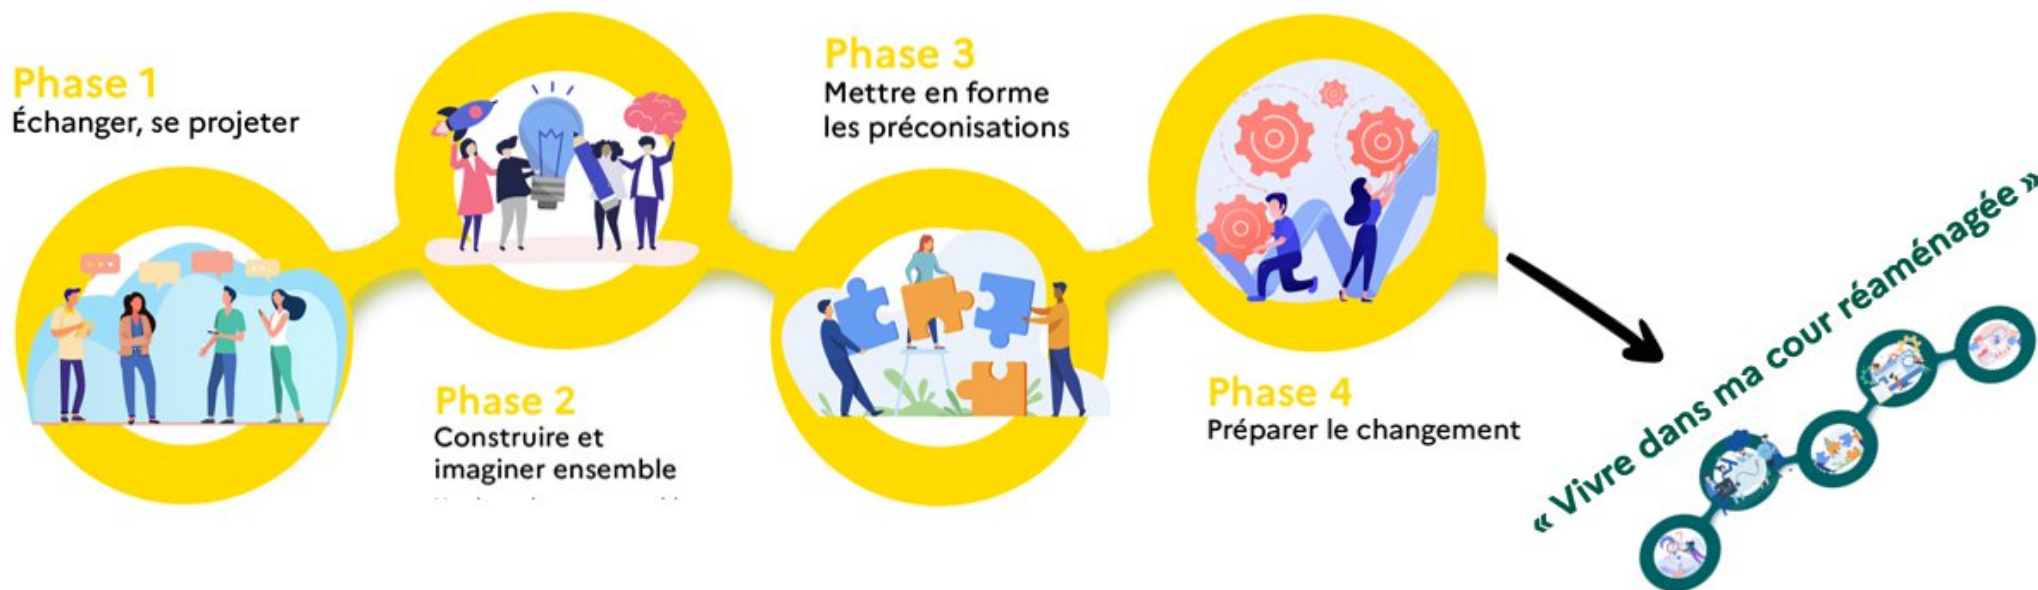 Phase 1
Échanger, se projeter
Phase 2
Construire et
imaginer ensemble
Phase 3
Mettre en forme
les préconisations
Phase 4
Préparer le changement
« Vivre dans ma cour réaménagée »